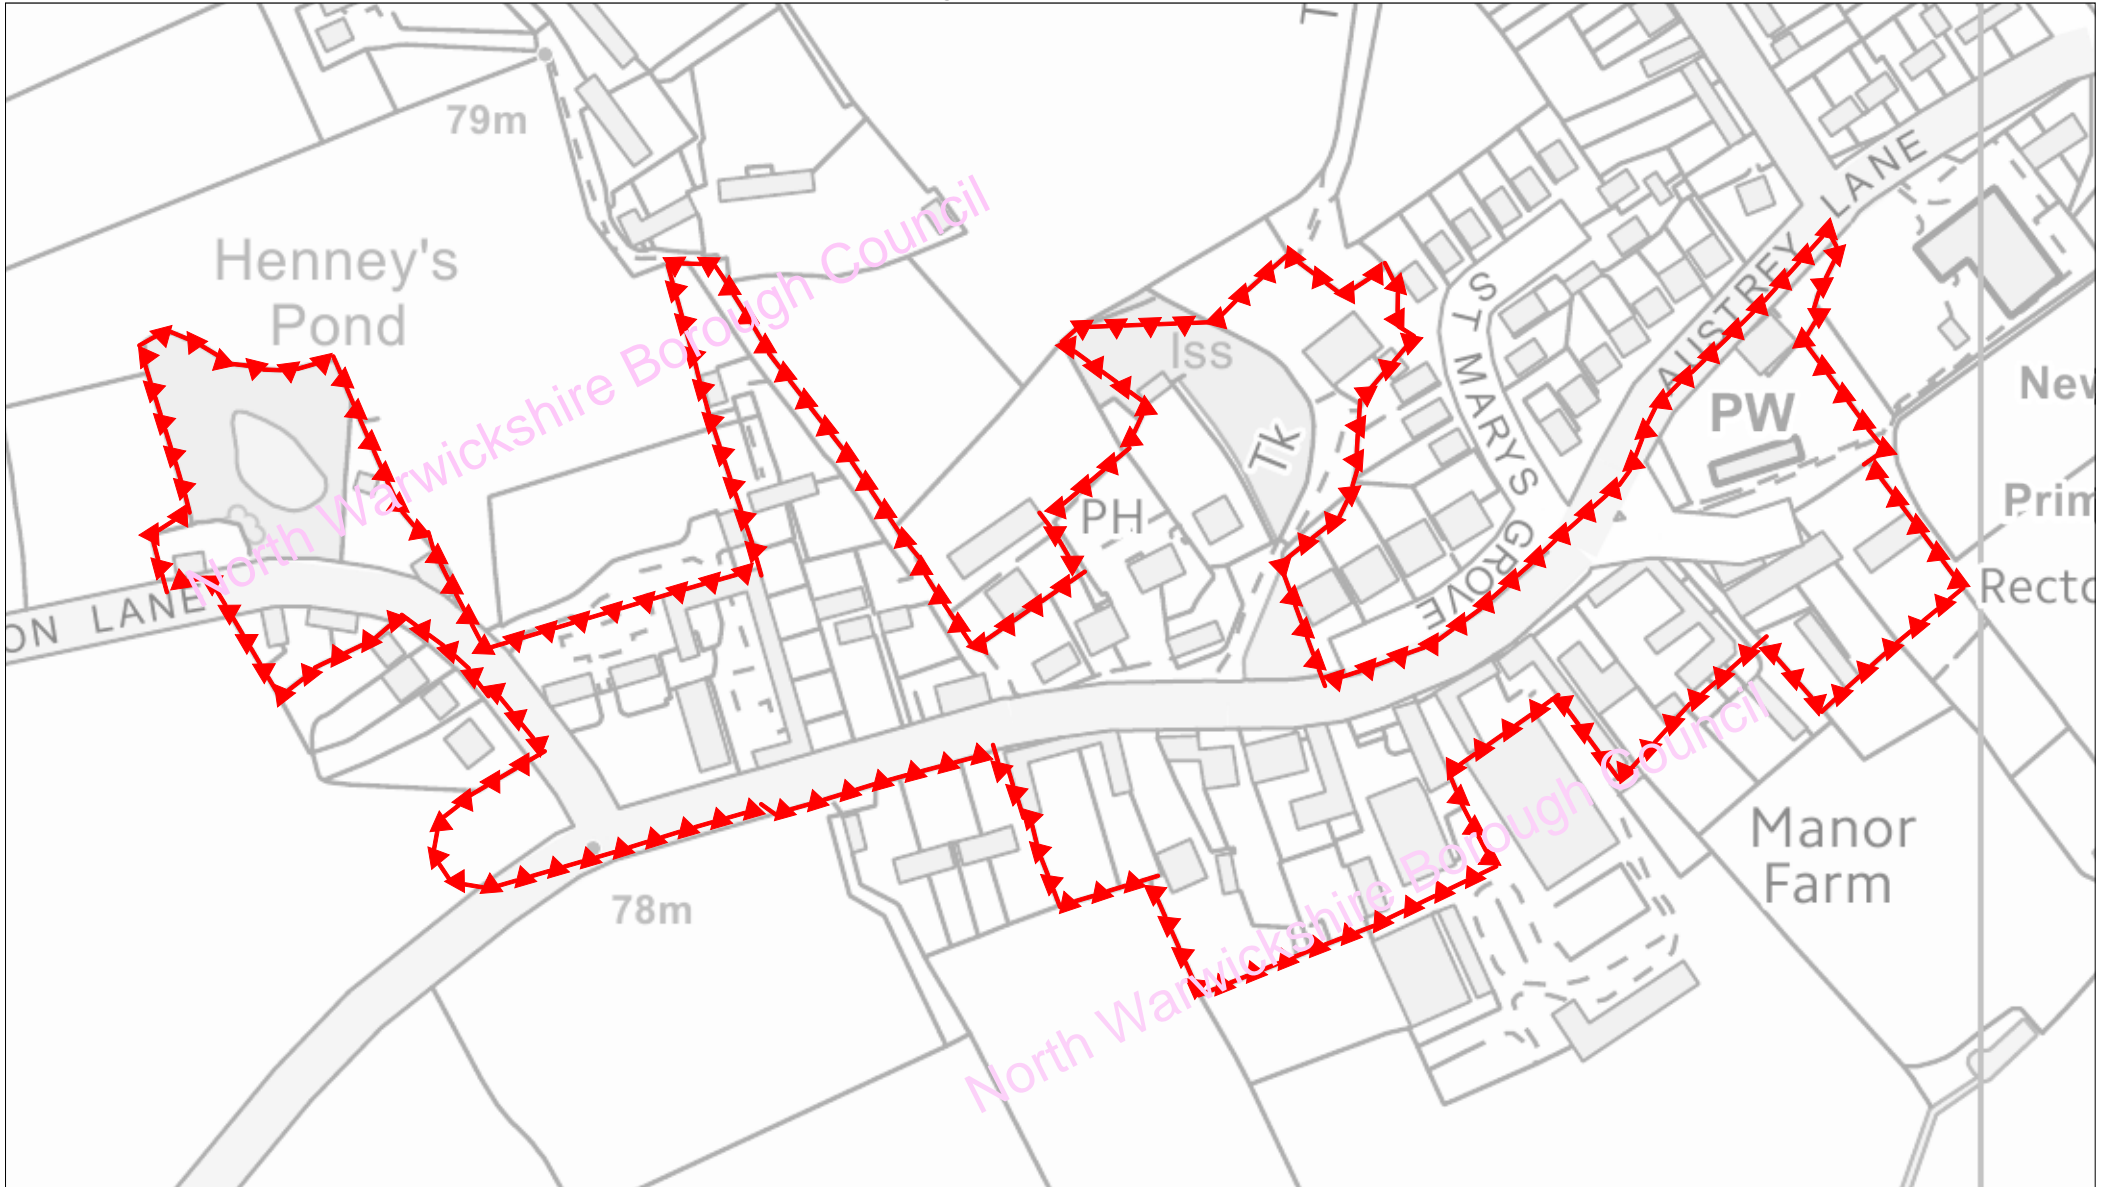 T
79m
LANE
Henney's
Pond
North Warwickshire Borough Council
ST MARYS GROVE
AUSTREY
Iss
Tk
PH
PW
New
Prim
Recto
ON LANE
78m
Manor
Farm
North Warwickshire Borough Council